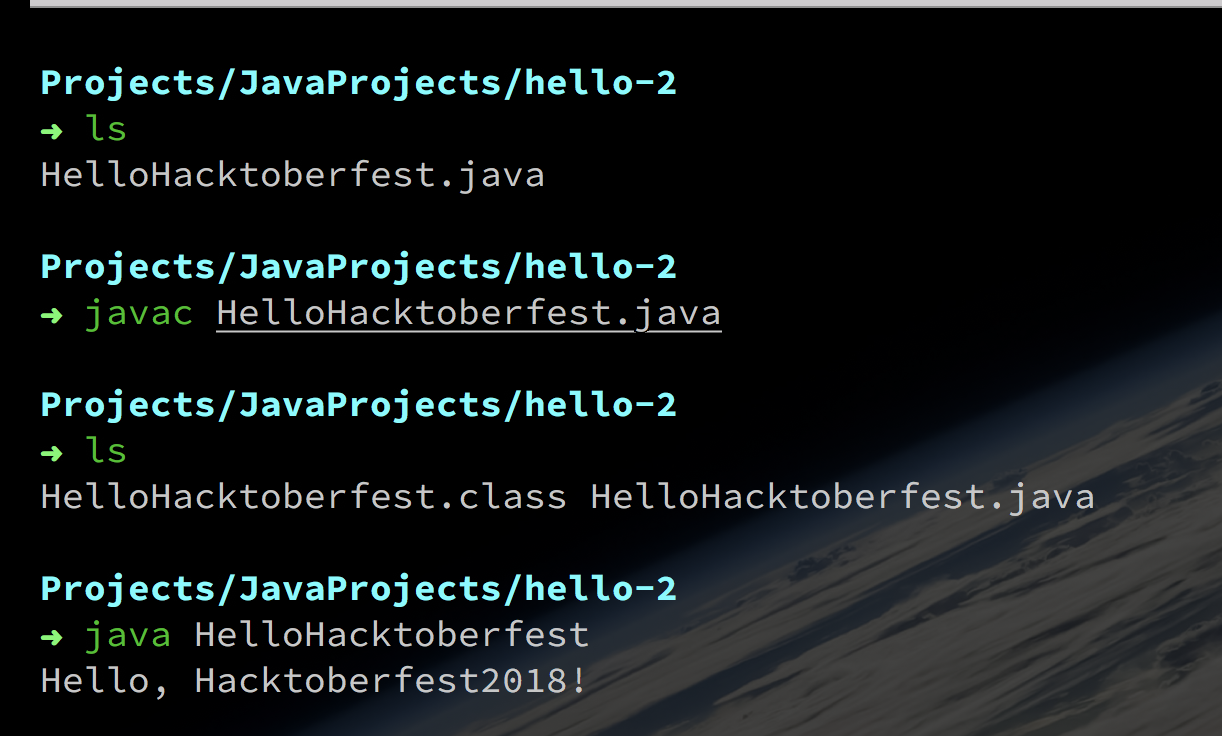 Projects/JavaProjects/hello-2
➜ ls
HelloHacktoberfest.java
Projects/JavaProjects/hello-2
➜ javac HelloHacktoberfest.java
Projects/JavaProjects/hello-2
➜ ls
HelloHacktoberfest.class HelloHacktoberfest.java
Projects/JavaProjects/hello-2
➜ java HelloHacktoberfest
Hello, Hacktoberfest2018!